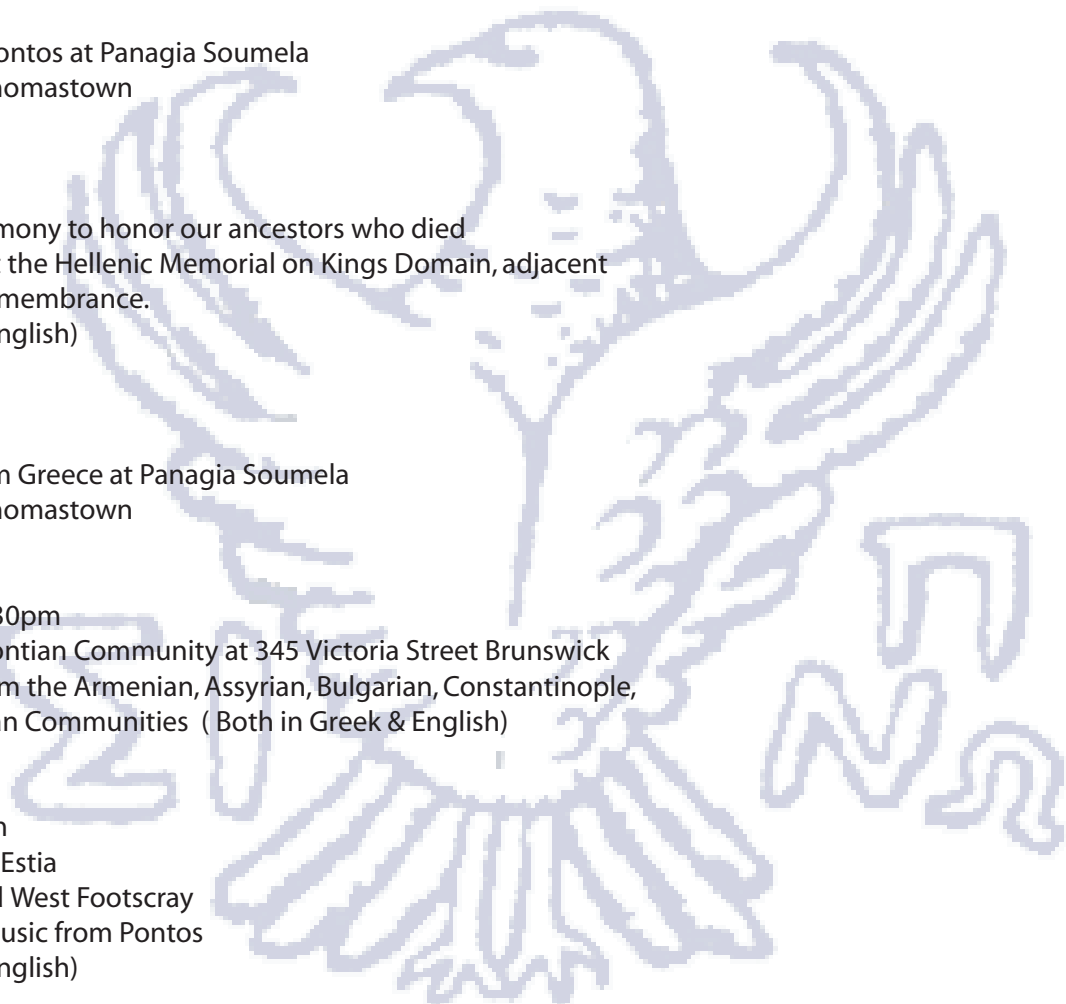 ontos at Panagia Soumela
homastown
mony to honor our ancestors who died
the Hellenic Memorial on Kings Domain, adjacent
membrance.
nglish)
m Greece at Panagia Soumela
homastown
30pm
ontian Community at 345 Victoria Street Brunswick
m the Armenian, Assyrian, Bulgarian, Constantinople,
an Communities ( Both in Greek & English)
Estia
West Footscray
usic from Pontos
nglish)
Π
ΣΙ
ΝΩ